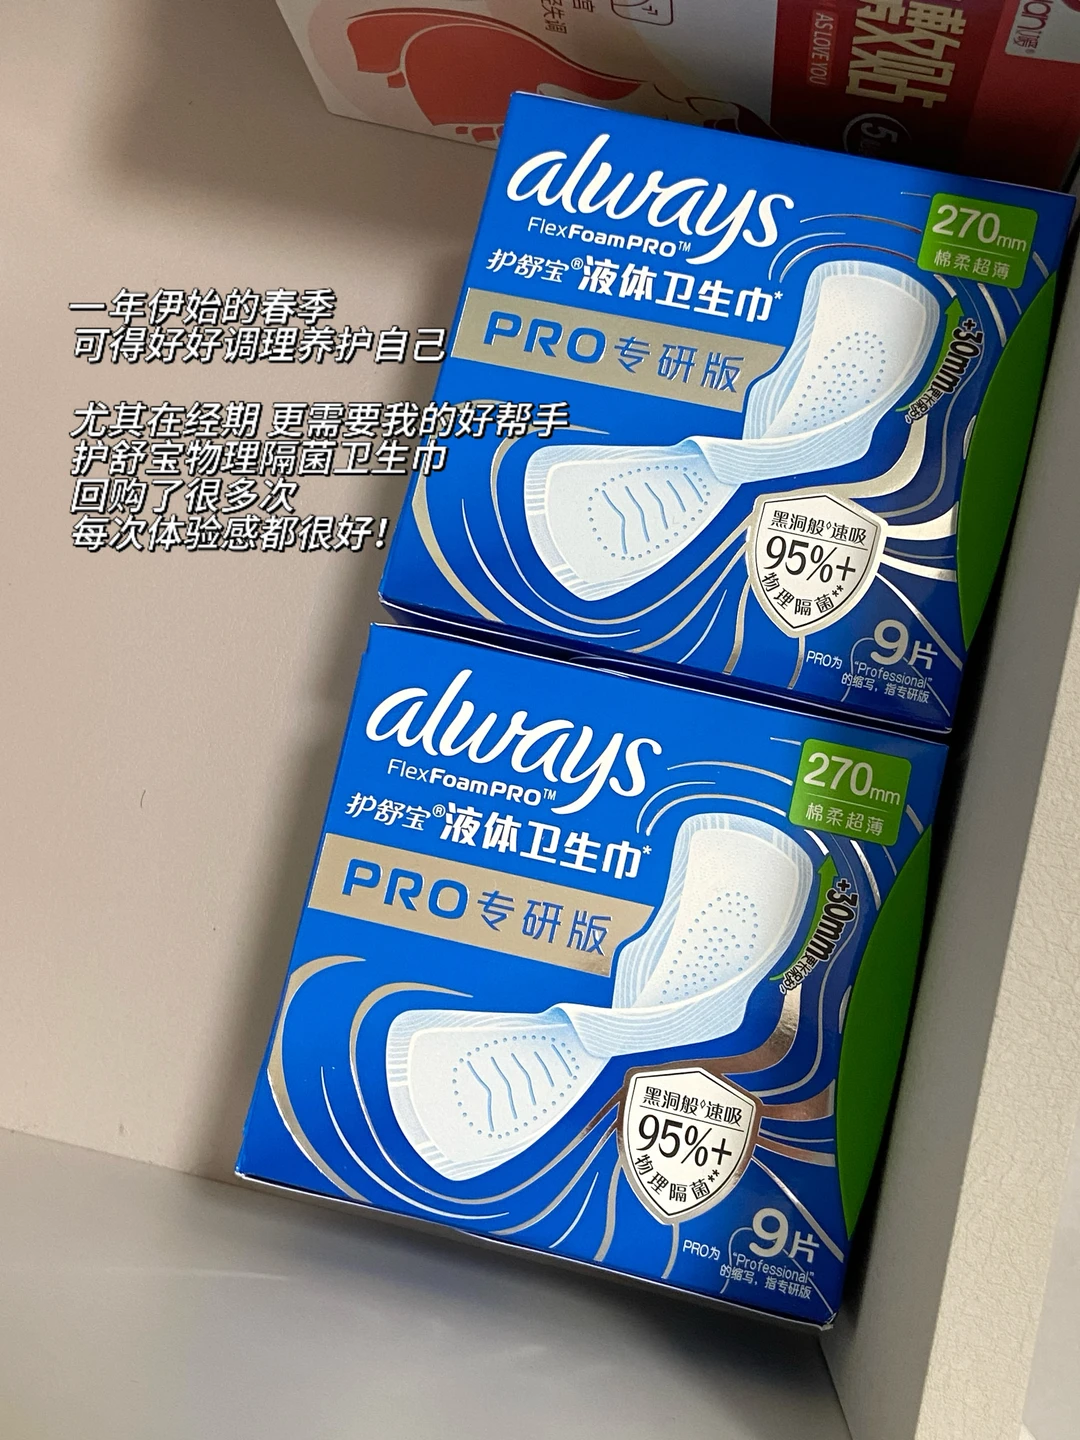 敏贴
AS LOVE YOU
一年伊始的春季
可得好好调理养护自己
尤其在经期 更需要我的好帮手
护舒宝物理隔菌卫生巾
回购了很多次
每次体验感都很好!
always
FlexFoamPRO™
护舒宝®液体卫生巾*
PRO专研版
270mm
棉柔超薄
+30mm
黑洞般◊速吸
95%+
物理隔菌**
9片
PRO为"Professional"
的缩写，指专研版
always
FlexFoamPRO™
护舒宝®液体卫生巾*
PRO专研版
270mm
棉柔超薄
+30mm
黑洞般◊速吸
95%+
物理隔菌**
9片
PRO为"Professional"
的缩写，指专研版